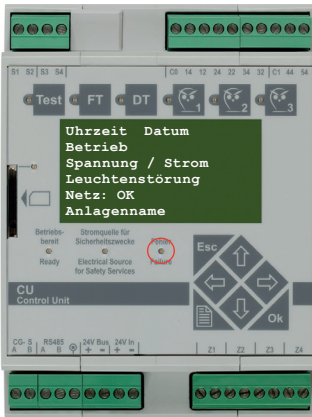 S1 S2 S3 S4 C0 14 12 24 22 34 32 C1 44 54
Test FT DT 1 2 3
Uhrzeit Datum
Betrieb
Spannung / Strom
Leuchtenstörung
Netz: OK
Anlagenname
Betriebs-
bereit
Ready
Stromquelle für
Sicherheitszwecke
Electrical Source
for Safety Services
Fehler
Failure
Esc
Ok
CU
Control Unit
CG- S RS485 24V Bus 24V In
A B A B + − + −
Z1 Z2 Z3 Z4